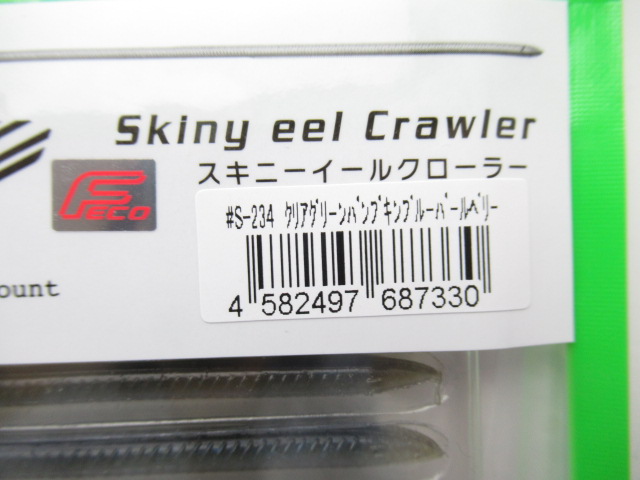 Skiny eel Crawler
スキニーイールクローラー
FECO
#S-234 ｸﾘｱｸﾞﾘｰﾝﾊﾟﾝﾌﾟｷﾝﾌﾞﾙｰﾊﾟｰﾙﾍﾞﾘｰ
4 582497 687330
ount